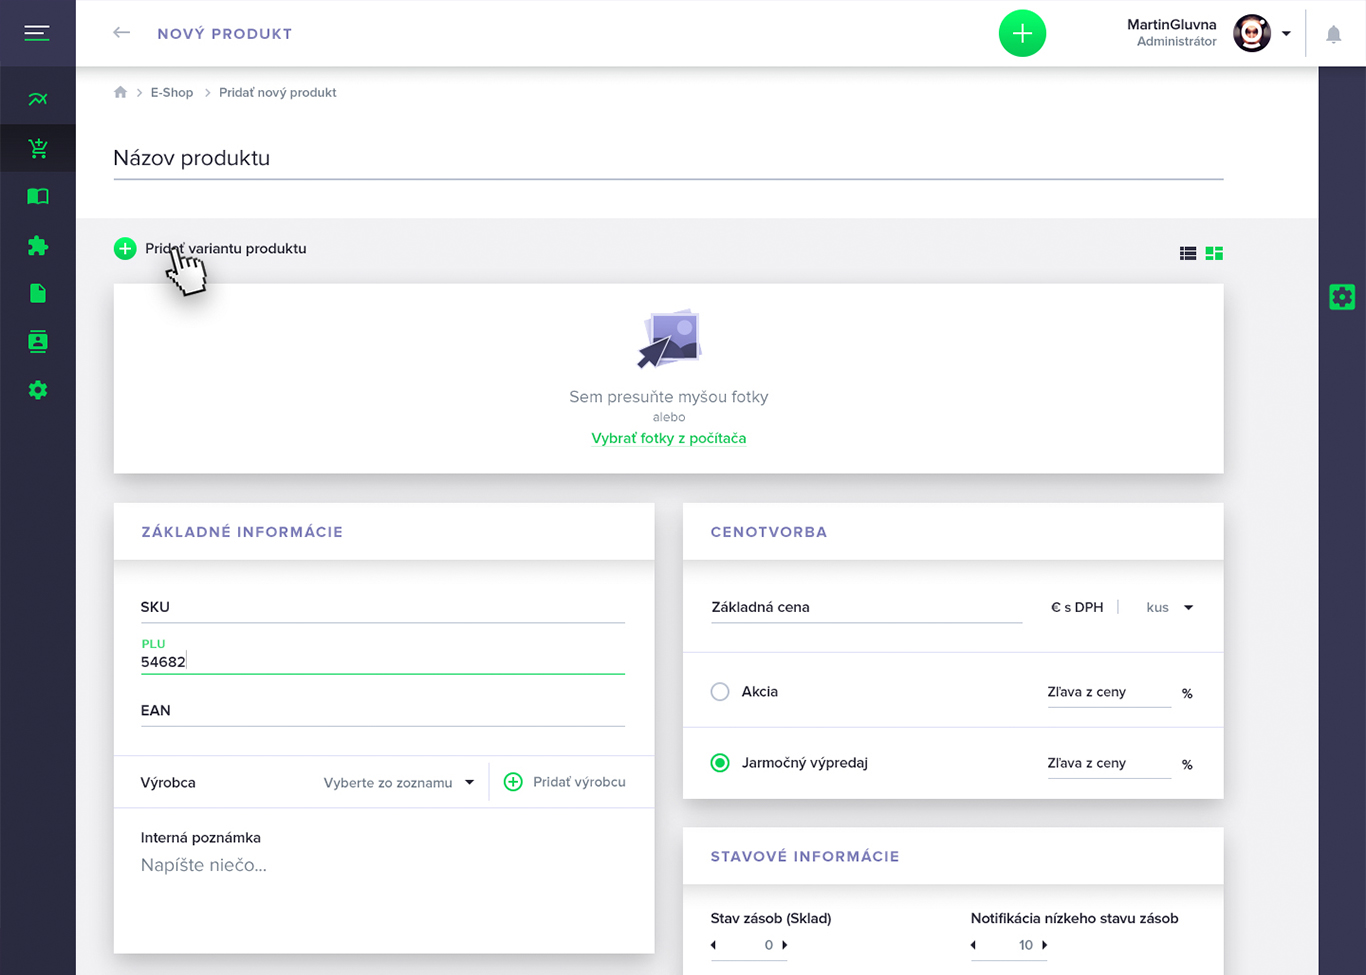 NOVÝ PRODUKT
MartinGluvna
Administrátor
E-Shop
Pridať nový produkt
Názov produktu
Pridať variantu produktu
Sem presuňte myšou fotky
alebo
Vybrať fotky z počítača
ZÁKLADNÉ INFORMÁCIE
SKU
PLU
54682
EAN
Výrobca
Vyberte zo zoznamu
Pridať výrobcu
Interná poznámka
Napíšte niečo...
CENOTVORBA
Základná cena
€ s DPH
kus
Akcia
Zľava z ceny
%
Jarmočný výpredaj
Zľava z ceny
%
STAVOVÉ INFORMÁCIE
Stav zásob (Sklad)
0
Notifikácia nízkeho stavu zásob
10